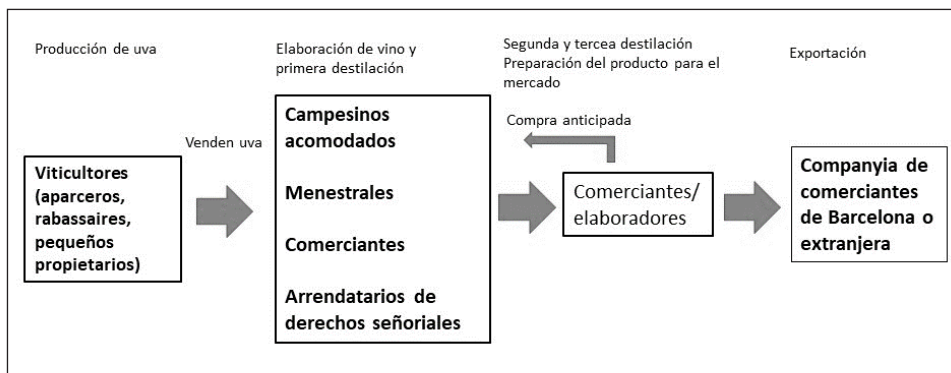 Producción de uva
Elaboración de vino y
primera destilación
Segunda y tercea destilación
Preparación del producto para el
mercado
Exportación
Venden uva
Compra anticipada
Viticultores
(aparceros,
rabassaires,
pequeños
propietarios)
Campesinos
acomodados
Menestrales
Comerciantes
Arrendatarios de
derechos señoriales
Comerciantes/
elaboradores
Companyia de
comerciantes
de Barcelona o
extranjera